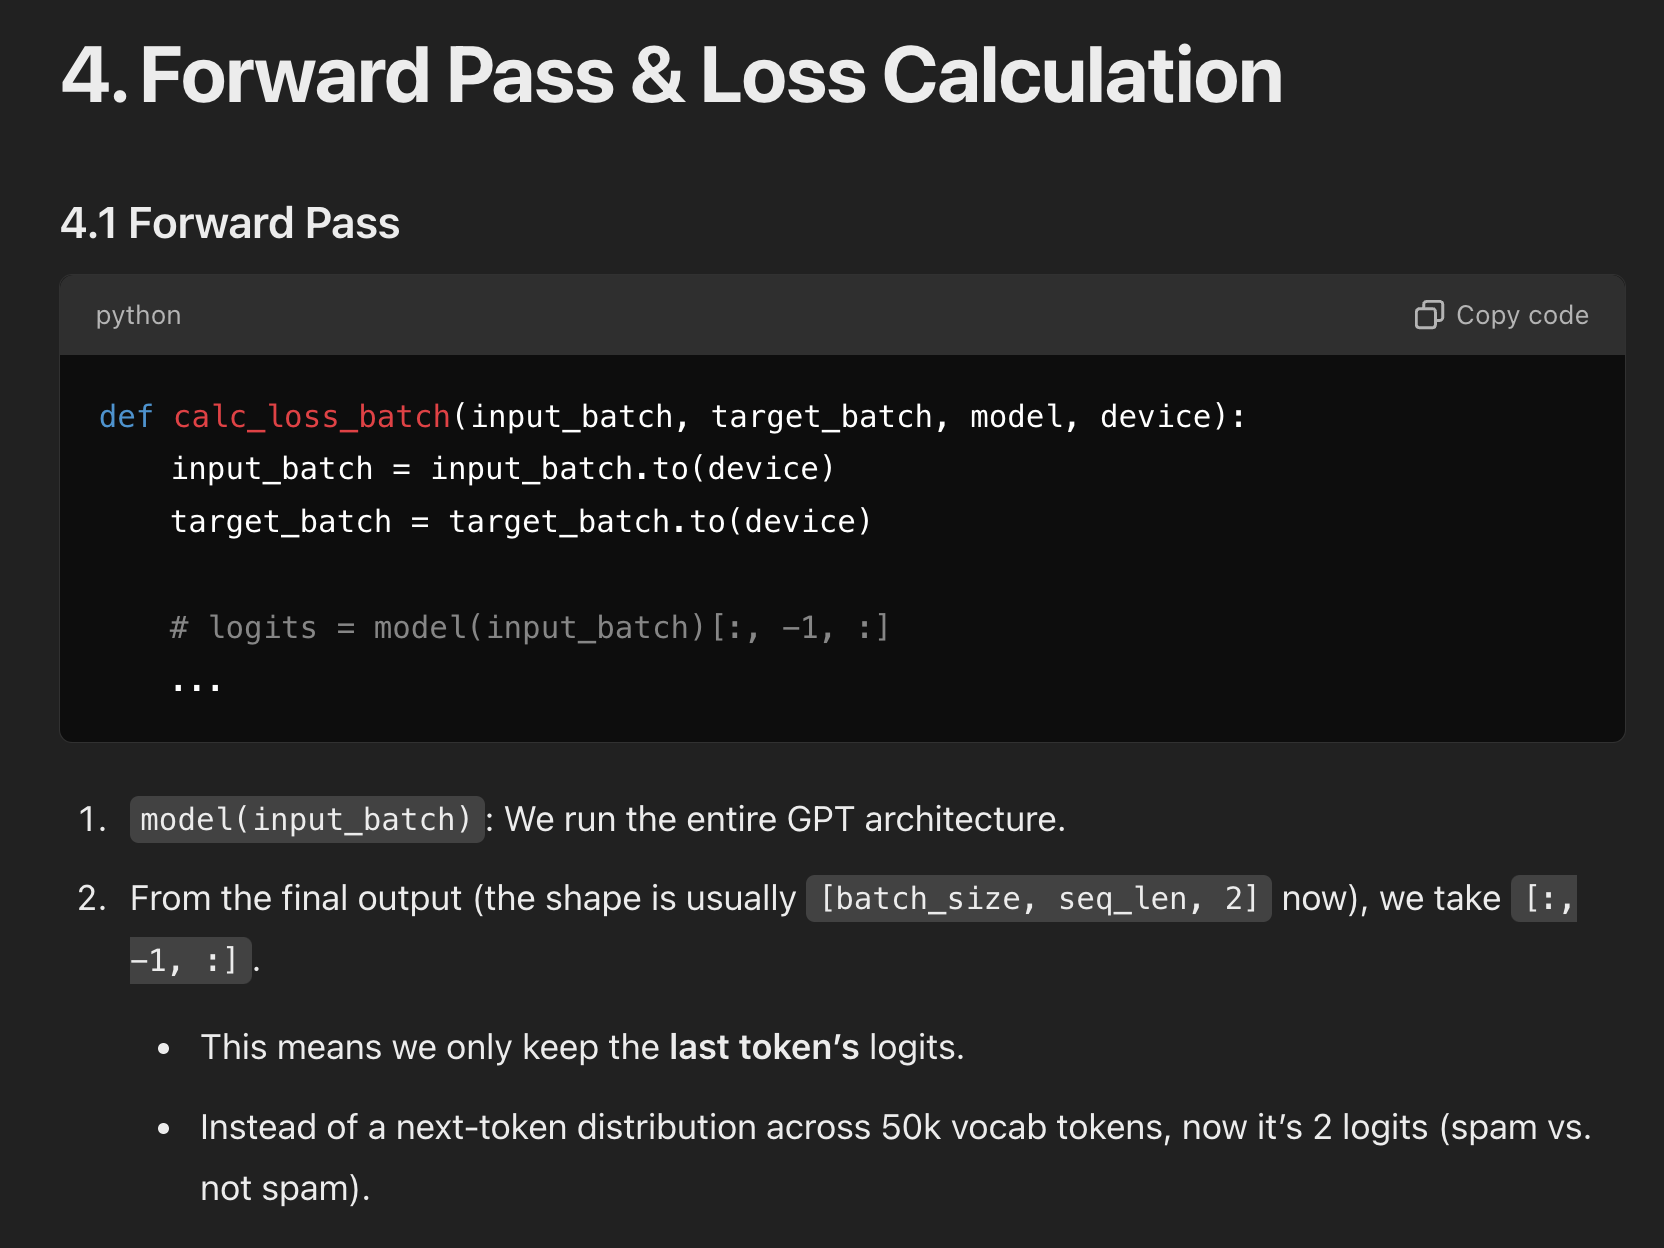 4. Forward Pass & Loss Calculation
4.1 Forward Pass
python
Copy code
def calc_loss_batch(input_batch, target_batch, model, device):
    input_batch = input_batch.to(device)
    target_batch = target_batch.to(device)
    # logits = model(input_batch)[:, -1, :]
    ...
1. model(input_batch): We run the entire GPT architecture.
2. From the final output (the shape is usually [batch_size, seq_len, 2] now), we take [:,
-1, :].
• This means we only keep the last token’s logits.
• Instead of a next-token distribution across 50k vocab tokens, now it’s 2 logits (spam vs.
not spam).